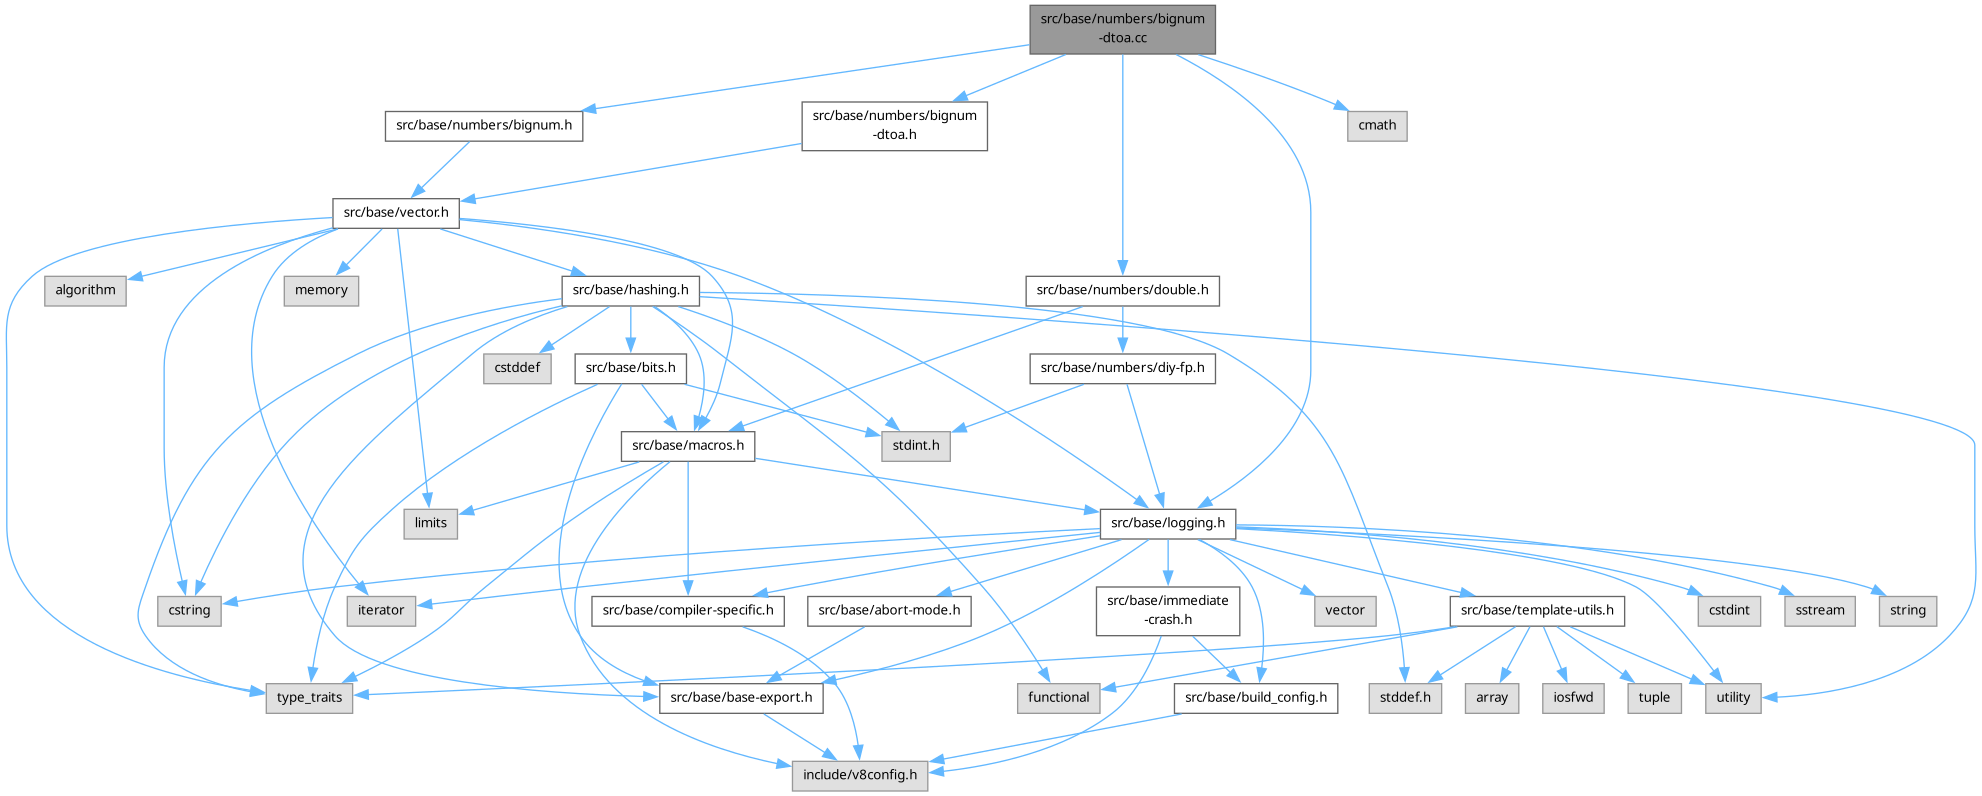 src/base/numbers/bignum
-dtoa.cc
src/base/numbers/bignum.h
src/base/numbers/bignum
-dtoa.h
cmath
src/base/vector.h
algorithm
memory
src/base/hashing.h
src/base/numbers/double.h
cstddef
src/base/bits.h
src/base/numbers/diy-fp.h
src/base/macros.h
stdint.h
limits
src/base/logging.h
cstring
iterator
src/base/compiler-specific.h
src/base/abort-mode.h
src/base/immediate
-crash.h
vector
src/base/template-utils.h
cstdint
sstream
string
type_traits
src/base/base-export.h
functional
src/base/build_config.h
stddef.h
array
iosfwd
tuple
utility
include/v8config.h